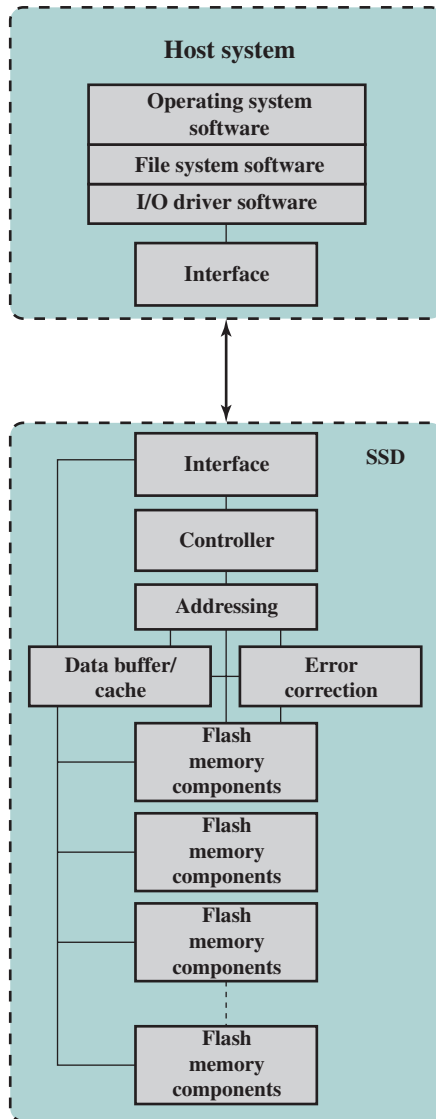 Host system
Operating system
software
File system software
I/O driver software
Interface
SSD
Interface
Controller
Addressing
Data buffer/
cache
Error
correction
Flash
memory
components
Flash
memory
components
Flash
memory
components
Flash
memory
components